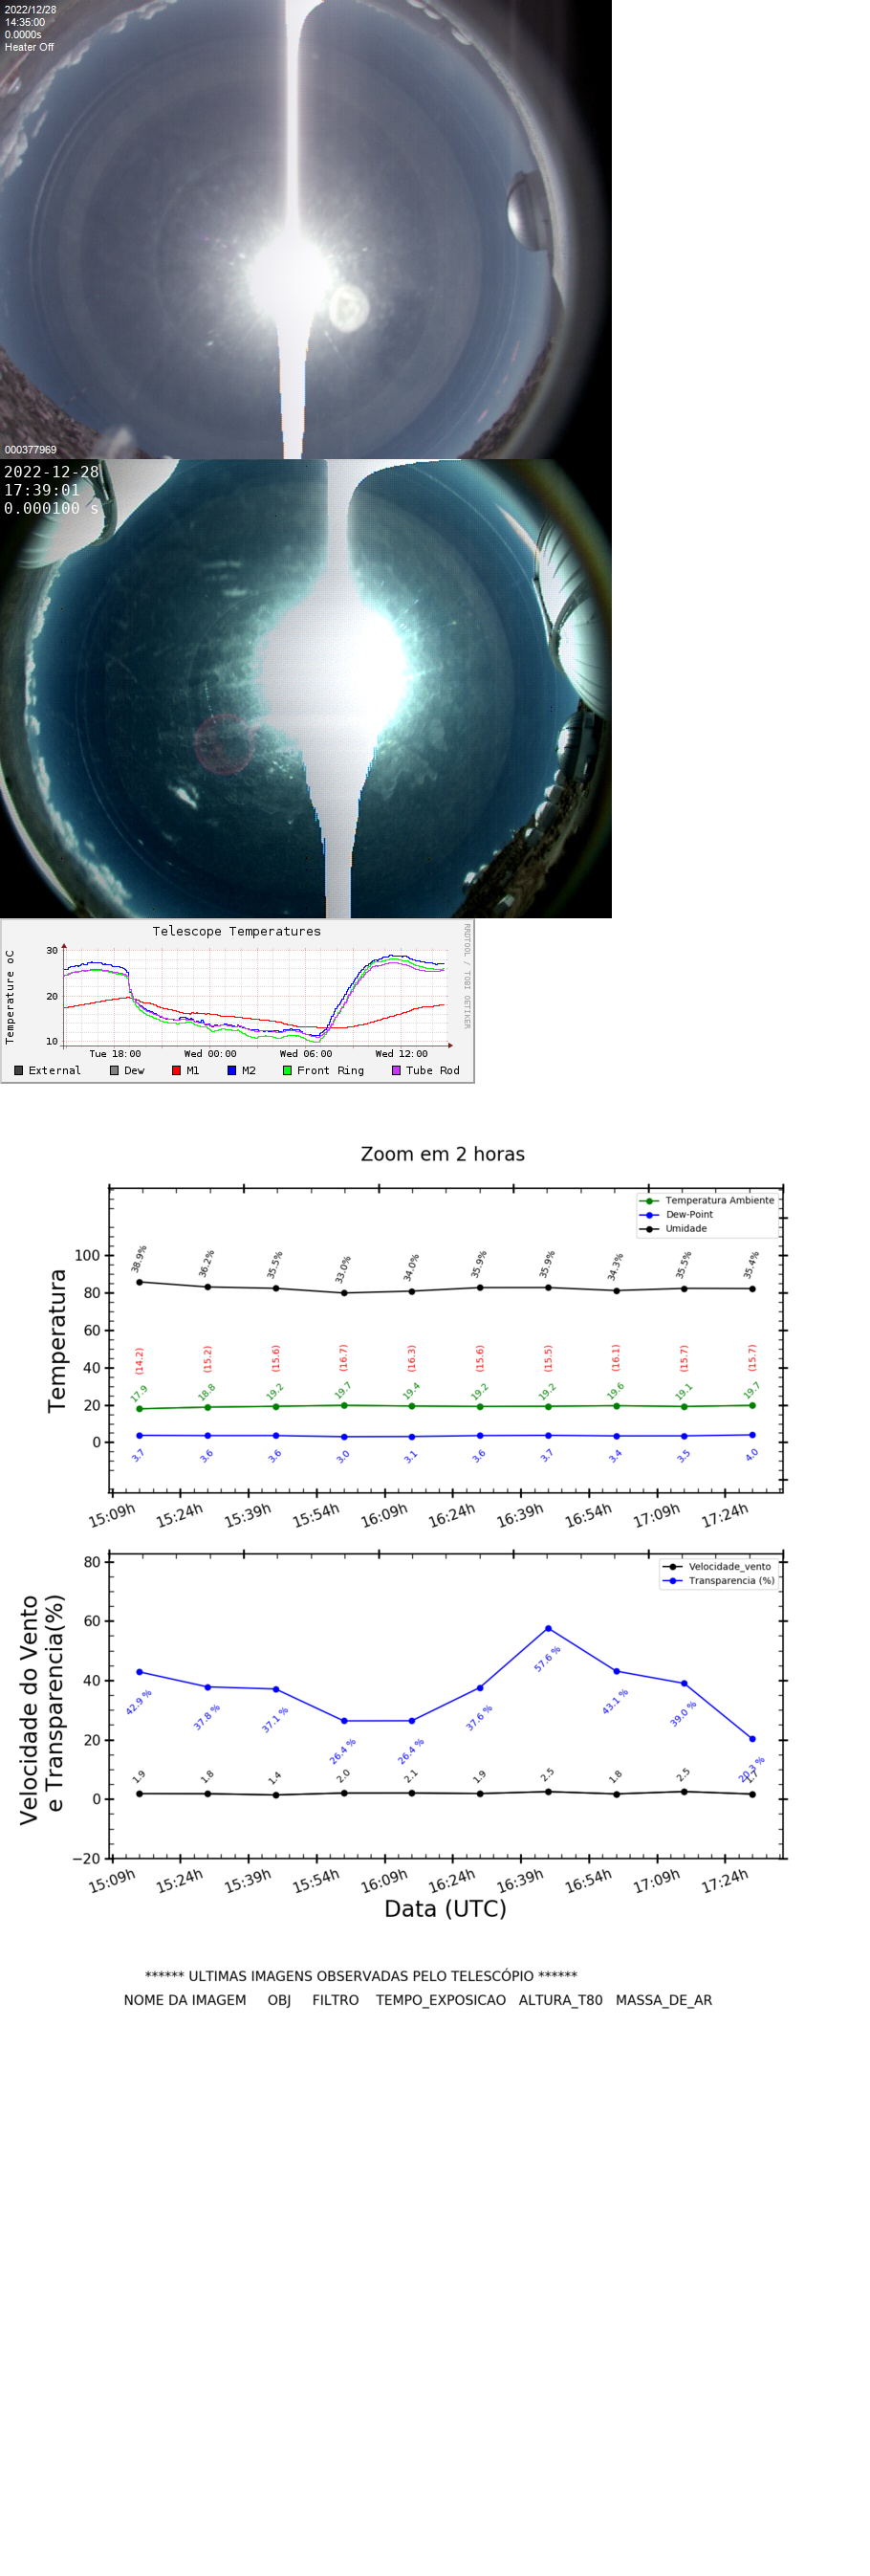 2022/12/28
14:35:00
0.0000s
Heater Off
000377969
2022-12-28
17:39:01
0.000100 s
Telescope Temperatures
RRDTOOL / TOBI OETIKER
Temperature oC
30
20
10
Tue 18:00 Wed 00:00 Wed 06:00 Wed 12:00
External Dew M1 M2 Front Ring Tube Rod
Zoom em 2 horas
Temperatura Ambiente
Dew-Point
Umidade
Temperatura
100
80
60
40
20
0
38.9% 36.2% 35.5% 33.0% 34.0% 35.9% 35.9% 34.3% 35.5% 35.4%
(14.2) (15.2) (15.6) (16.7) (16.3) (15.6) (15.5) (16.1) (15.7) (15.7)
17.9 18.8 19.2 19.7 19.4 19.2 19.2 19.6 19.1 19.7
3.7 3.6 3.6 3.0 3.1 3.6 3.7 3.4 3.5 4.0
15:09h 15:24h 15:39h 15:54h 16:09h 16:24h 16:39h 16:54h 17:09h 17:24h
Velocidade_vento
Transparencia (%)
Velocidade do Vento
e Transparencia(%)
80
60
40
20
0
−20
42.9 % 37.8 % 37.1 % 26.4 % 26.4 % 37.6 % 57.6 % 43.1 % 39.0 % 20.3 %
1.9 1.8 1.4 2.0 2.1 1.9 2.5 1.8 2.5 1.7
15:09h 15:24h 15:39h 15:54h 16:09h 16:24h 16:39h 16:54h 17:09h 17:24h
Data (UTC)
****** ULTIMAS IMAGENS OBSERVADAS PELO TELESCÓPIO ******
NOME DA IMAGEM OBJ FILTRO TEMPO_EXPOSICAO ALTURA_T80 MASSA_DE_AR